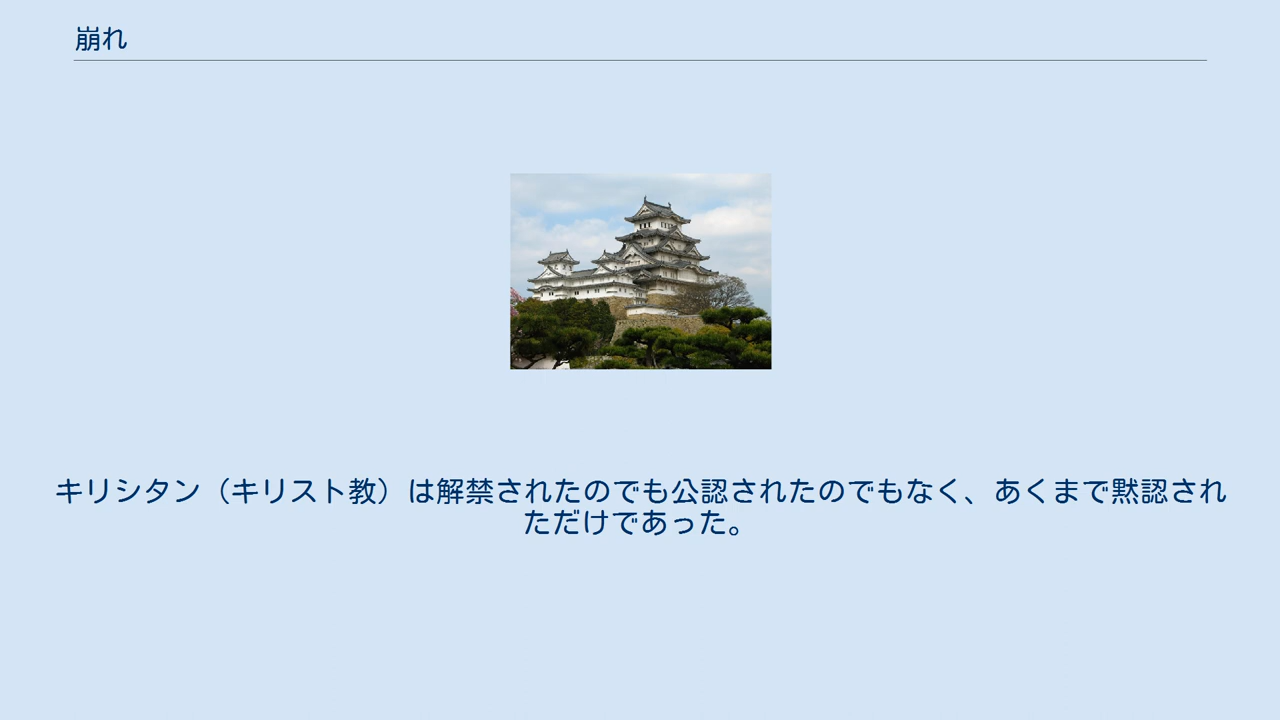 崩れ
キリシタン（キリスト教）は解禁されたのでも公認されたのでもなく、あくまで黙認され
ただけであった。